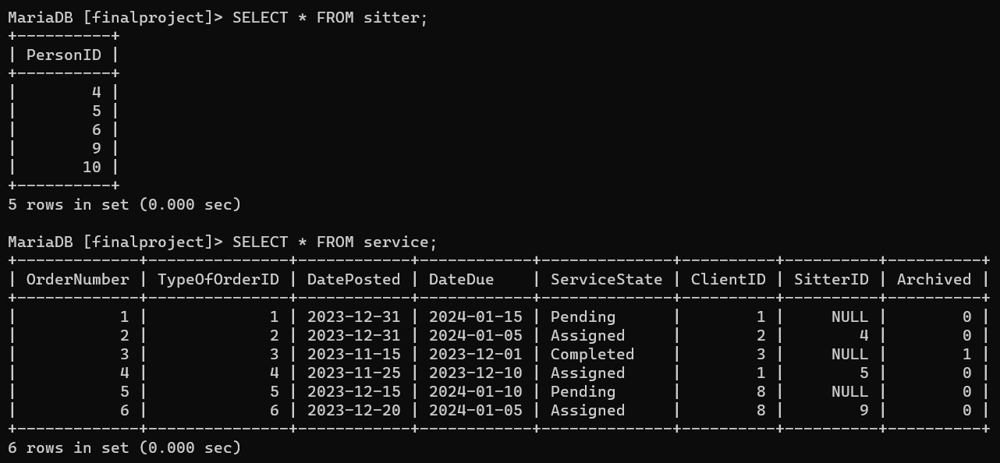 MariaDB [finalproject]> SELECT * FROM sitter;
+----------+
| PersonID |
+----------+
|        4 |
|        5 |
|        6 |
|        9 |
|       10 |
+----------+
5 rows in set (0.000 sec)

MariaDB [finalproject]> SELECT * FROM service;
+-------------+---------------+------------+------------+--------------+----------+----------+----------+
| OrderNumber | TypeOfOrderID | DatePosted | DateDue    | ServiceState | ClientID | SitterID | Archived |
+-------------+---------------+------------+------------+--------------+----------+----------+----------+
|           1 |             1 | 2023-12-31 | 2024-01-15 | Pending      |        1 |     NULL |        0 |
|           2 |             2 | 2023-12-31 | 2024-01-05 | Assigned     |        2 |        4 |        0 |
|           3 |             3 | 2023-11-15 | 2023-12-01 | Completed    |        3 |     NULL |        1 |
|           4 |             4 | 2023-11-25 | 2023-12-10 | Assigned     |        1 |        5 |        0 |
|           5 |             5 | 2023-12-15 | 2024-01-10 | Pending      |        8 |     NULL |        0 |
|           6 |             6 | 2023-12-20 | 2024-01-05 | Assigned     |        8 |        9 |        0 |
+-------------+---------------+------------+------------+--------------+----------+----------+----------+
6 rows in set (0.000 sec)